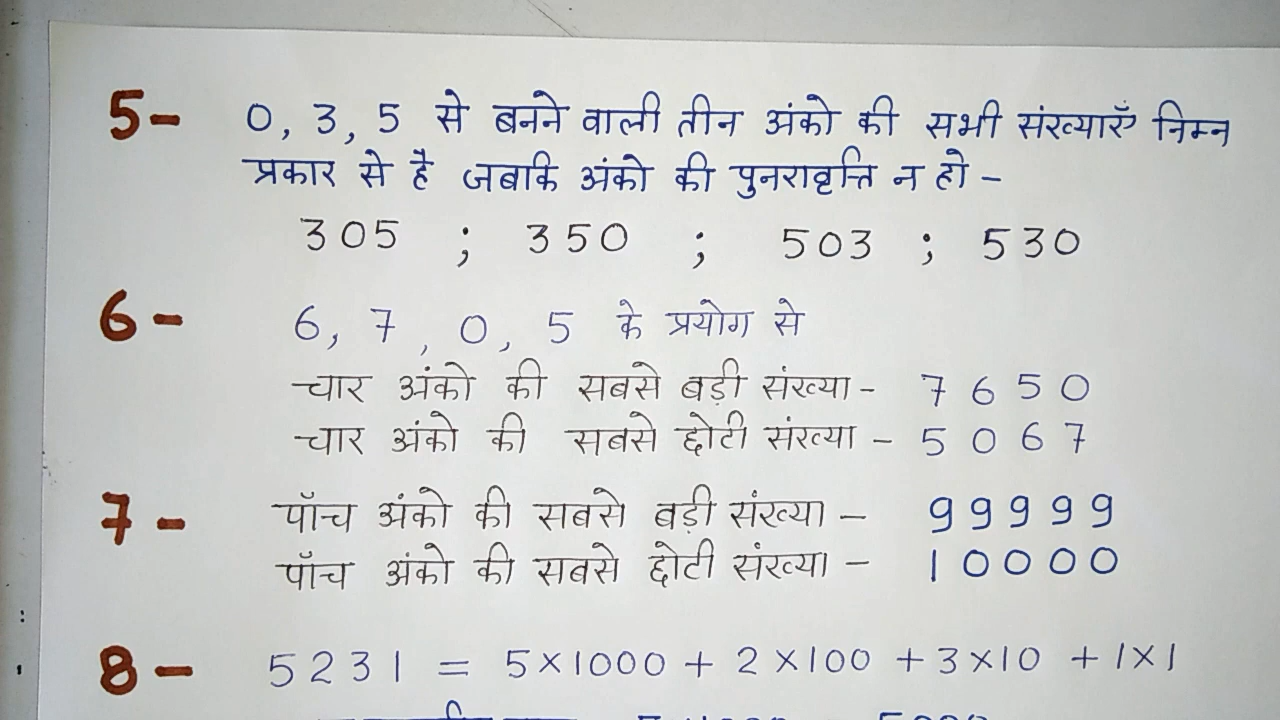 5- 0, 3, 5 से बनने वाली तीन अंको की सभी संख्याएँ निम्न
प्रकार से है जबकि अंको की पुनरावृत्ति न हो -
305 ; 350 ; 503 ; 530
6- 6, 7, 0, 5 के प्रयोग से
चार अंको की सबसे बड़ी संख्या - 7650
चार अंको की सबसे छोटी संख्या - 5067
7- पाँच अंको की सबसे बड़ी संख्या - 99999
पाँच अंको की सबसे छोटी संख्या - 10000
8- 5231 = 5×1000 + 2×100 + 3×10 + 1×1